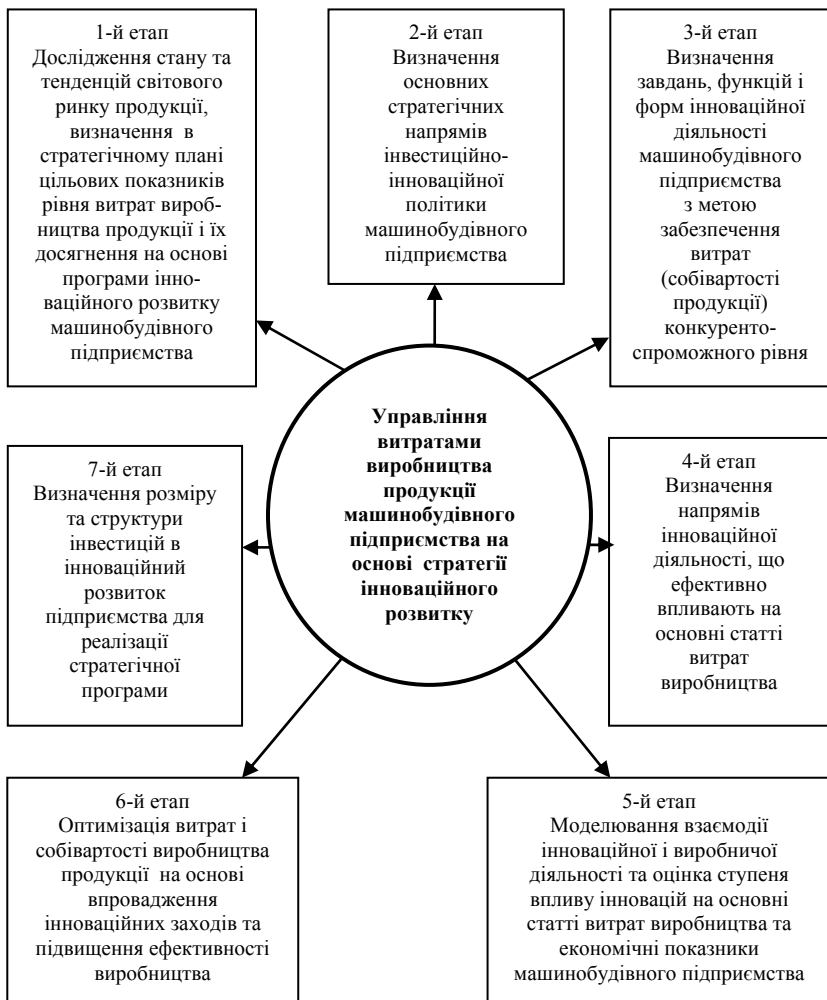 1-й етап
Дослідження стану та
тенденцій світового
ринку продукції,
визначення в
стратегічному плані
цільових показників
рівня витрат вироб-
ництва продукції і їх
досягнення на основі
програми інно-
ваційного розвитку
машинобудівного
підприємства
2-й етап
Визначення
основних
стратегічних
напрямів
інвестиційно-
інноваційної
політики
машинобудівного
підприємства
3-й етап
Визначення
завдань, функцій і
форм інноваційної
діяльності
машинобудівного
підприємства
з метою
забезпечення
витрат
(собівартості
продукції)
конкуренто-
спроможного рівня
Управління
витратами
виробництва
продукції
машинобудівного
підприємства на
основі стратегії
інноваційного
розвитку
7-й етап
Визначення розміру
та структури
інвестицій в
інноваційний
розвиток
підприємства для
реалізації
стратегічної
програми
4-й етап
Визначення
напрямів
інноваційної
діяльності, що
ефективно
впливають на
основні статті
витрат
виробництва
6-й етап
Оптимізація витрат і
собівартості виробництва
продукції на основі
впровадження
інноваційних заходів та
підвищення ефективності
виробництва
5-й етап
Моделювання взаємодії
інноваційної і виробничої
діяльності та оцінка ступеня
впливу інновацій на основні
статті витрат виробництва та
економічні показники
машинобудівного підприємства